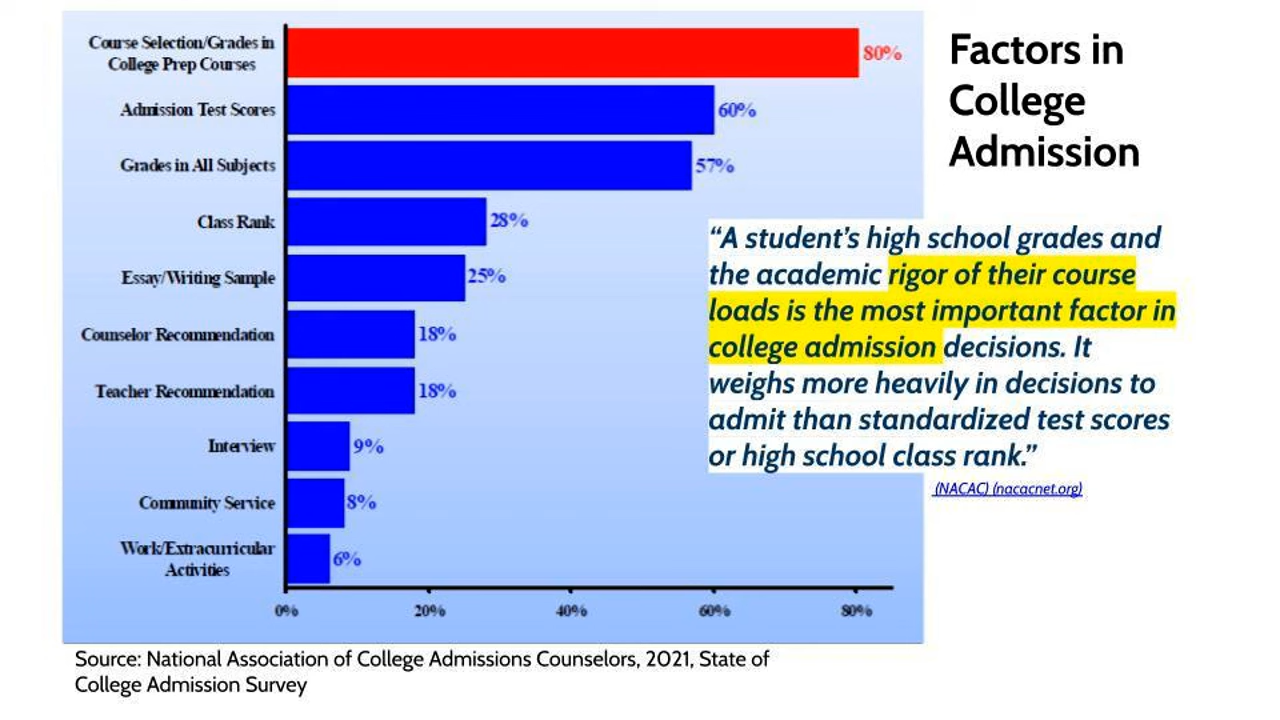 Course Selection/Grades in
College Prep Courses
80%
Admission Test Scores
60%
Grades in All Subjects
57%
Class Rank
28%
Essay/Writing Sample
25%
Counselor Recommendation
18%
Teacher Recommendation
18%
Interview
9%
Community Service
8%
Work/Extracurricular
Activities
6%
0% 20% 40% 60% 80%
Factors in
College
Admission
“A student’s high school grades and
the academic rigor of their course
loads is the most important factor in
college admission decisions. It
weighs more heavily in decisions to
admit than standardized test scores
or high school class rank.”
(NACAC) (nacacnet.org)
Source: National Association of College Admissions Counselors, 2021, State of
College Admission Survey